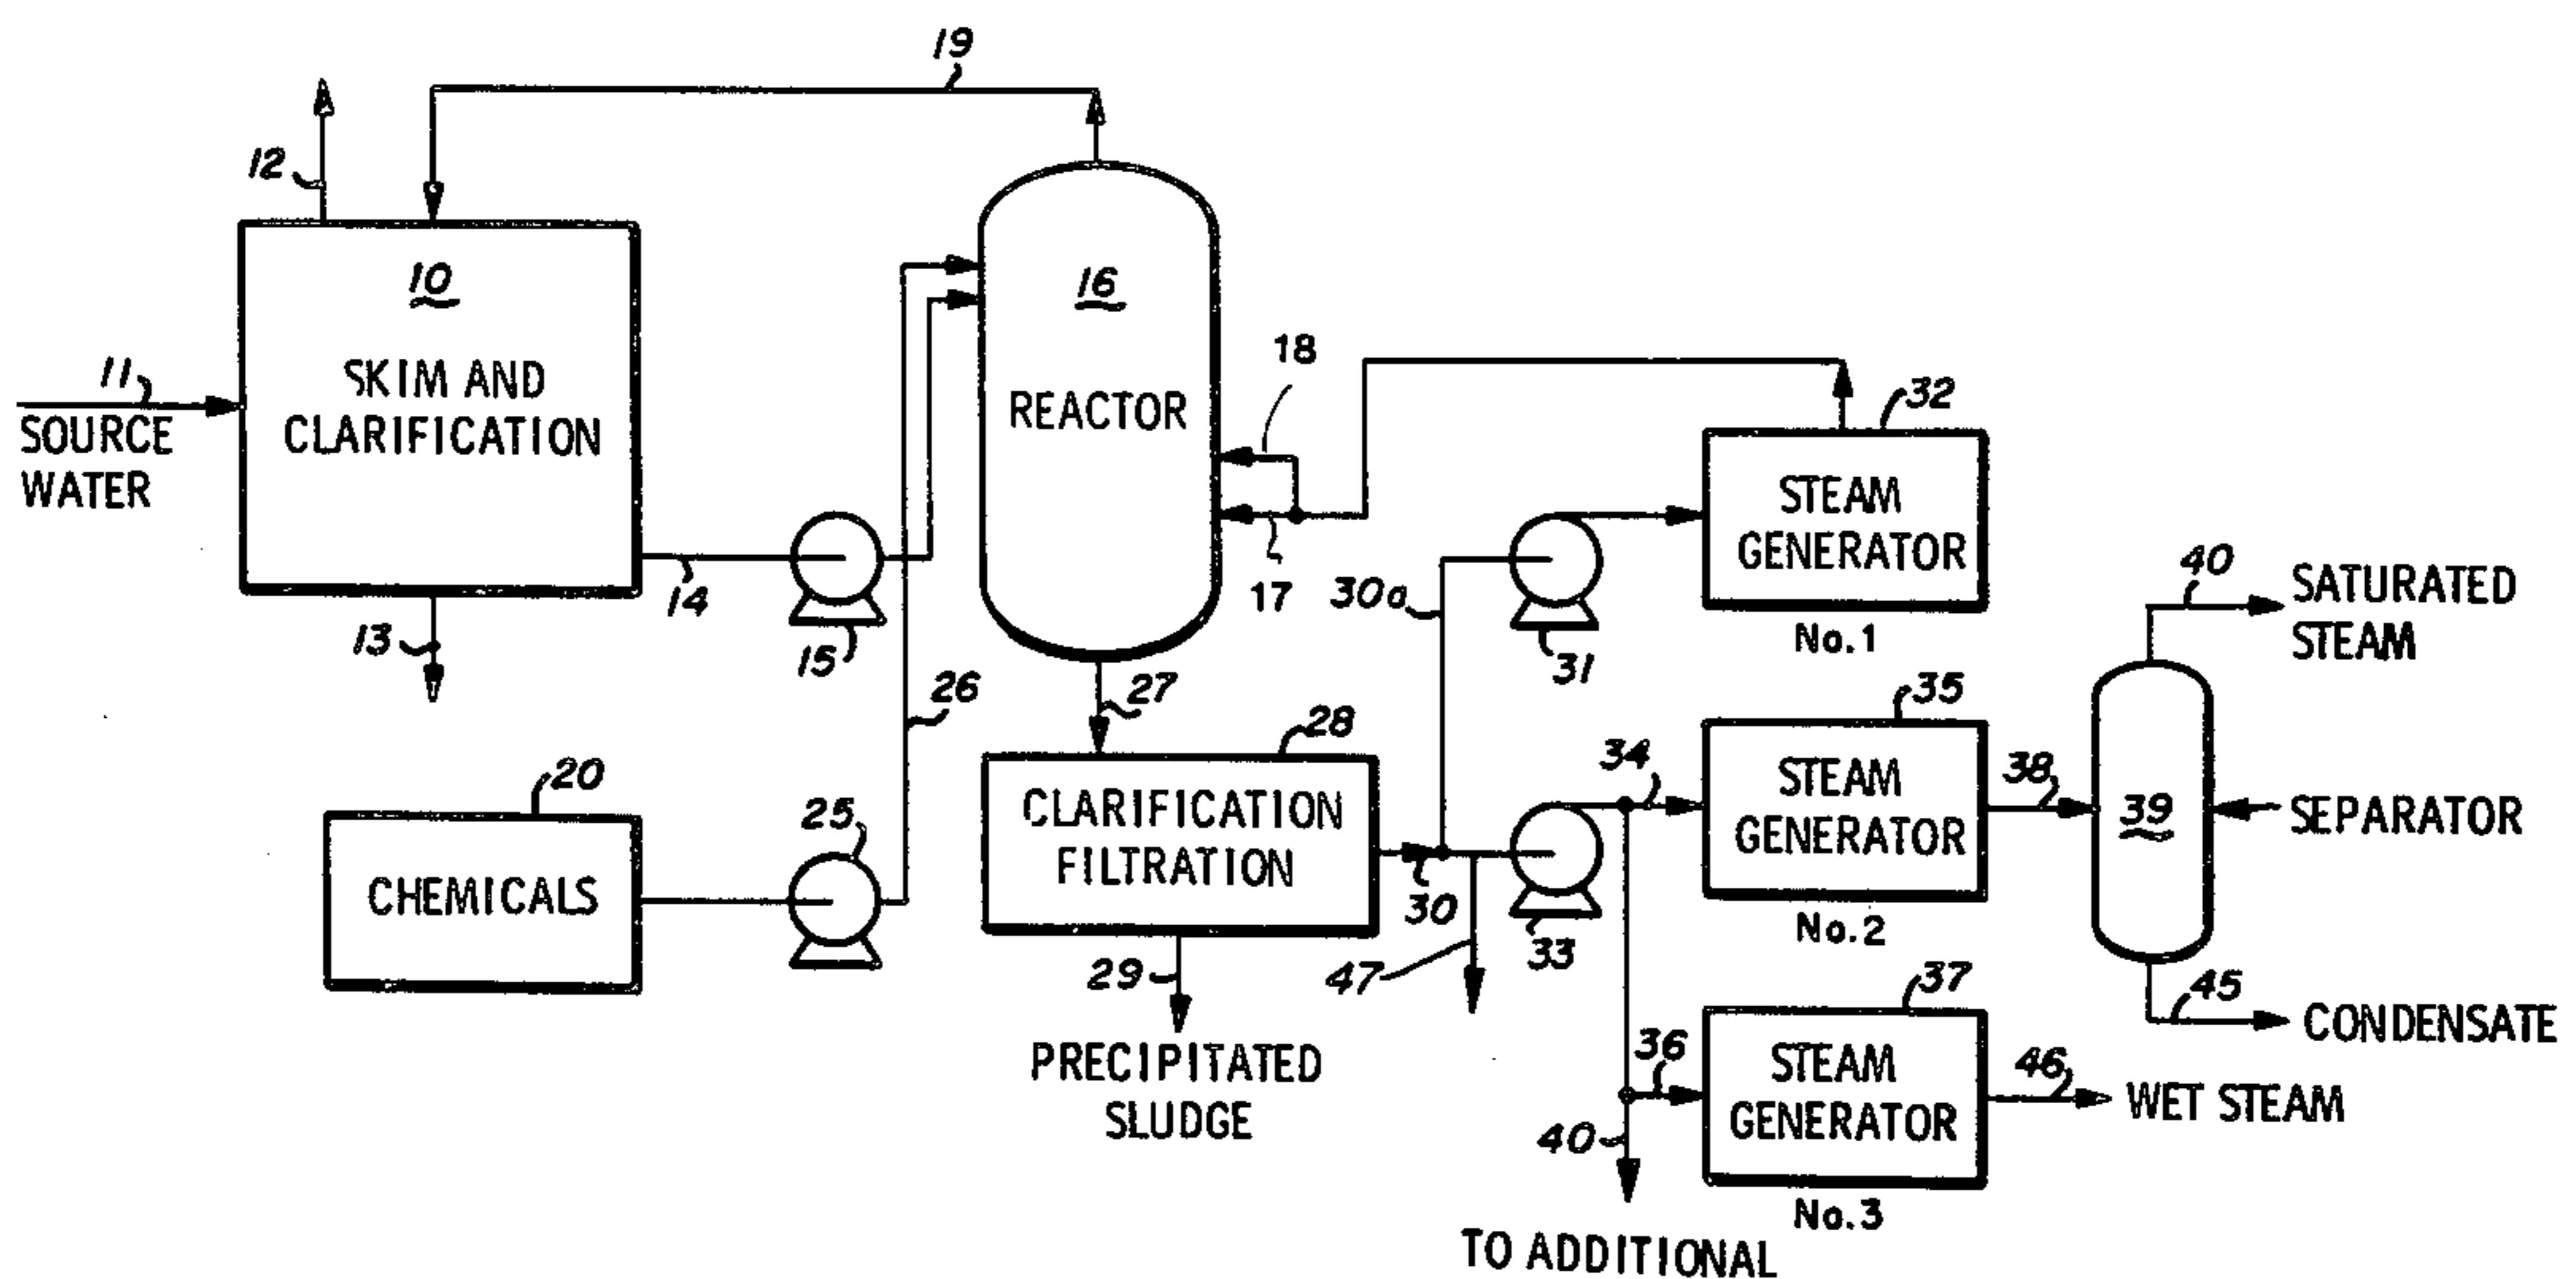 19
12
10
SKIM AND
CLARIFICATION
11
SOURCE
WATER
13
14
15
16
REACTOR
18
17
32
STEAM
GENERATOR
No.1
30a
31
40
SATURATED
STEAM
26
27
28
CLARIFICATION
FILTRATION
20
CHEMICALS
25
29
PRECIPITATED
SLUDGE
30
47
33
34
35
STEAM
GENERATOR
No.2
38
39
SEPARATOR
45
CONDENSATE
36
37
STEAM
GENERATOR
No.3
46
WET STEAM
40
TO ADDITIONAL